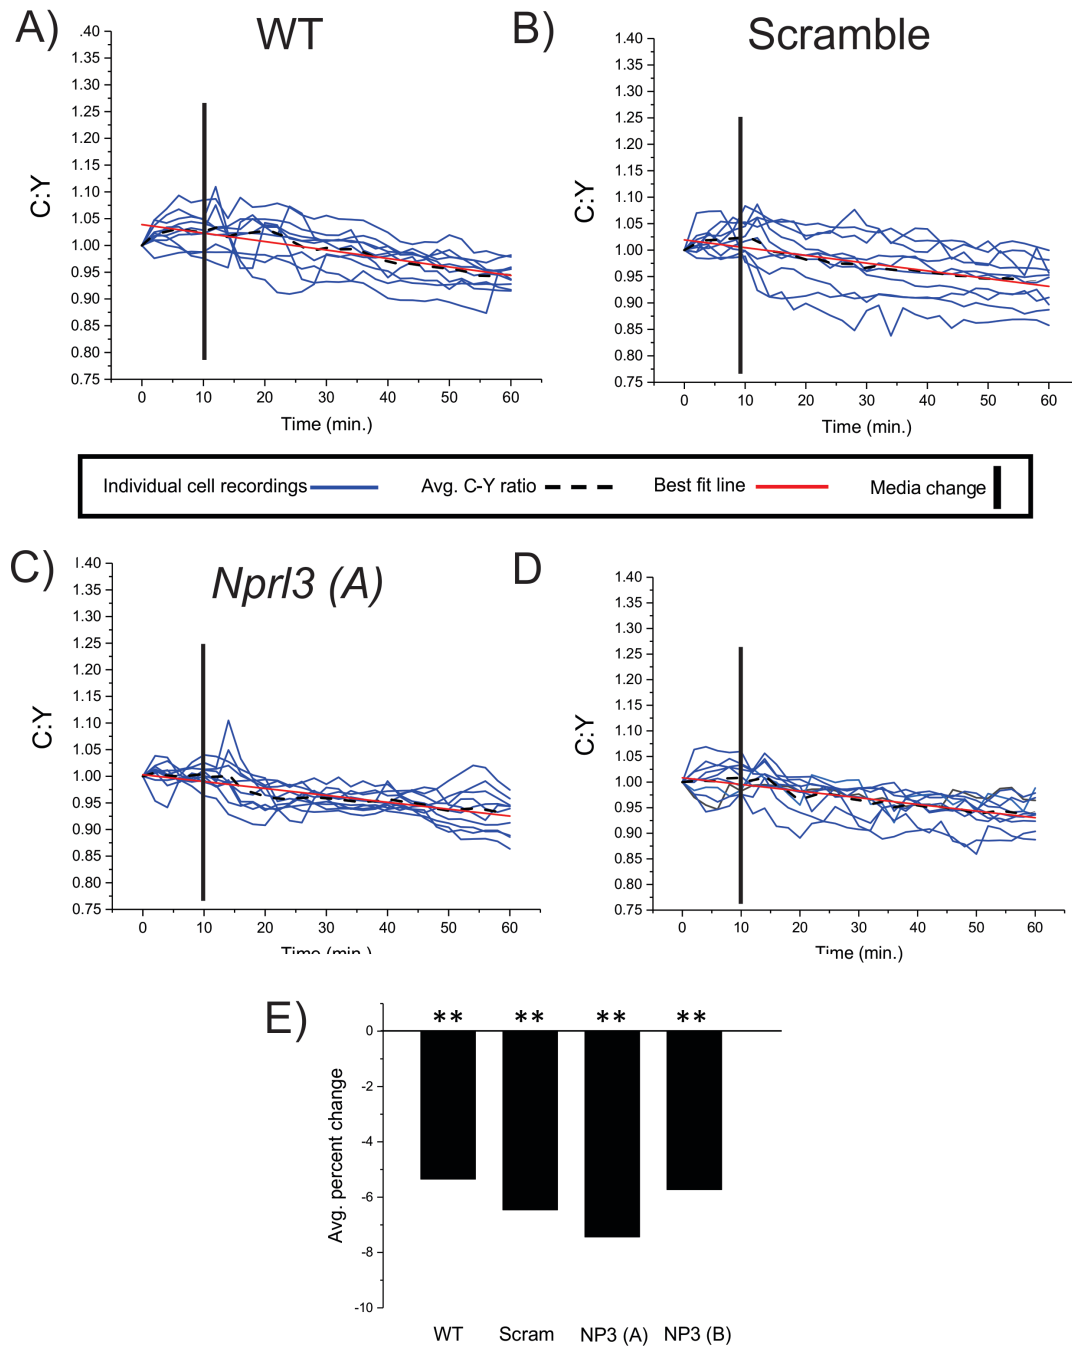 A)
WT
.40
1.35
1.30
1.25
1.20
1.15
1.10
1.05
1.00
0.95
0.90
0.85
0.80
0.75
C:Y
0 10 20 30 40 50 60
Time (min.)
B)
Scramble
1.40
1.35
1.30
1.25
1.20
1.15
1.10
1.05
1.00
0.95
0.90
0.85
0.80
0.75
C:Y
0 10 20 30 40 50 60
Time (min.)
Individual cell recordings Avg. C-Y ratio Best fit line Media change
C)
Nprl3 (A)
1.40
1.35
1.30
1.25
1.20
1.15
1.10
1.05
1.00
0.95
0.90
0.85
0.80
0.75
C:Y
0 10 20 30 40 50 60
Time (min.)
D
1.40
1.35
1.30
1.25
1.20
1.15
1.10
1.05
1.00
0.95
0.90
0.85
0.80
0.75
C:Y
0 10 20 30 40 50 60
Time (min.)
E)
** ** ** **
0
-2
-4
-6
-8
-10
Avg. percent change
WT Scram NP3 (A) NP3 (B)